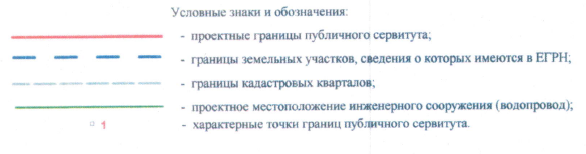 Условные знаки и обозначения:
- проектные границы публичного сервитута;
- границы земельных участков, сведения о которых имеются в ЕГРН;
- границы кадастровых кварталов;
- проектное местоположение инженерного сооружения (водопровод);
1 - характерные точки границ публичного сервитута.